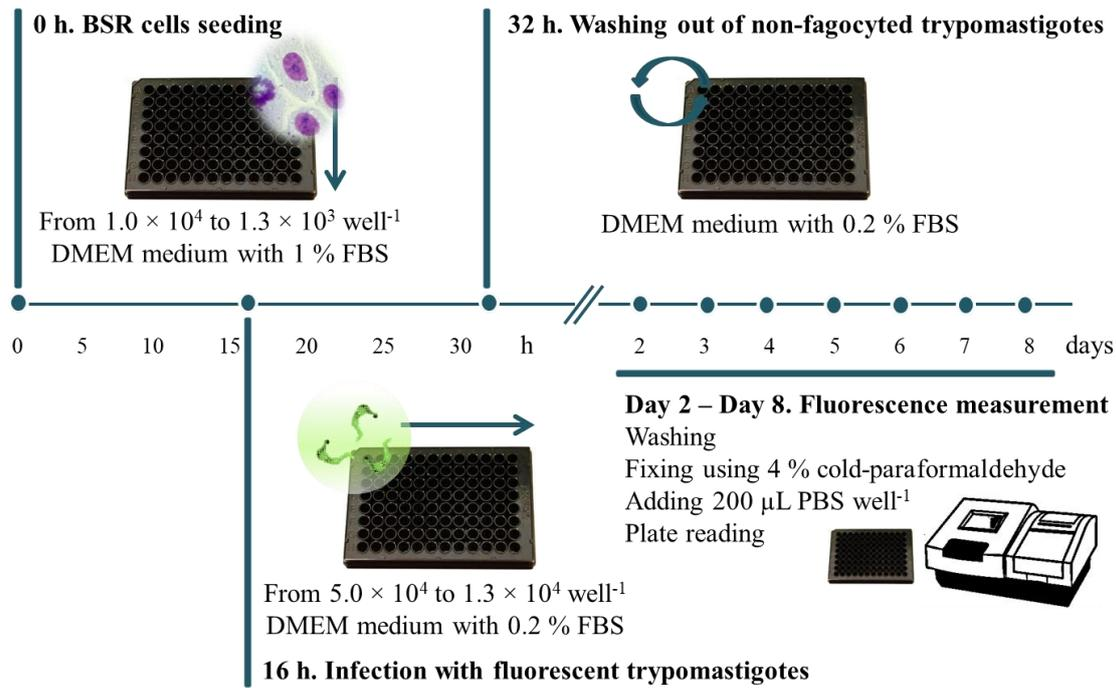 0 h. BSR cells seeding
From 1.0 × 10⁴ to 1.3 × 10³ well⁻¹
DMEM medium with 1 % FBS
32 h. Washing out of non-fagocyted trypomastigotes
DMEM medium with 0.2 % FBS
0 5 10 15 20 25 30 h 2 3 4 5 6 7 8 days
From 5.0 × 10⁴ to 1.3 × 10⁴ well⁻¹
DMEM medium with 0.2 % FBS
16 h. Infection with fluorescent trypomastigotes
Day 2 – Day 8. Fluorescence measurement
Washing
Fixing using 4 % cold-paraformaldehyde
Adding 200 µL PBS well⁻¹
Plate reading